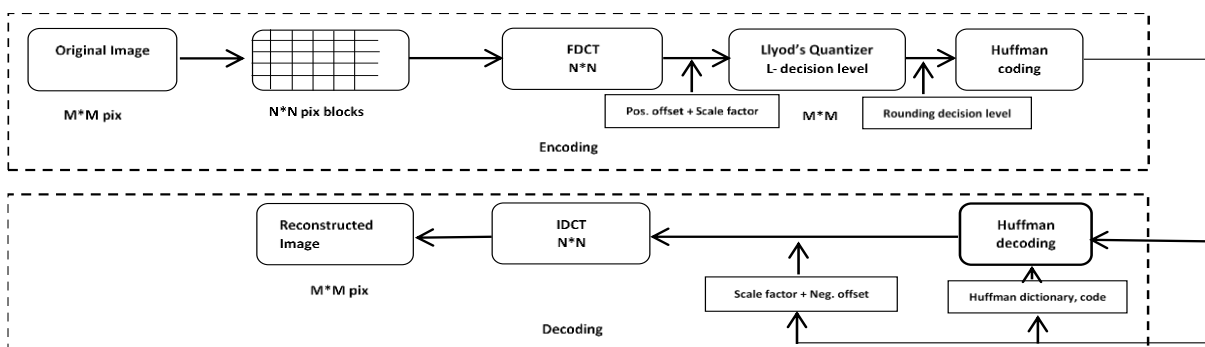 Original Image
M*M pix
N*N pix blocks
FDCT
N*N
Pos. offset + Scale factor
Llyod's Quantizer
L- decision level
M*M
Rounding decision level
Huffman
coding
Encoding
Reconstructed
Image
M*M pix
IDCT
N*N
Scale factor + Neg. offset
Huffman
decoding
Huffman dictionary, code
Decoding